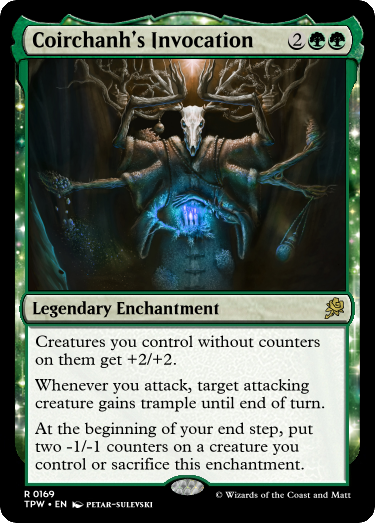 Coirchanh's Invocation 2
Legendary Enchantment
Creatures you control without counters
on them get +2/+2.
Whenever you attack, target attacking
creature gains trample until end of turn.
At the beginning of your end step, put
two -1/-1 counters on a creature you
control or sacrifice this enchantment.
R 0169
TPW • EN PETAR-SULEVSKI
© Wizards of the Coast and Matt